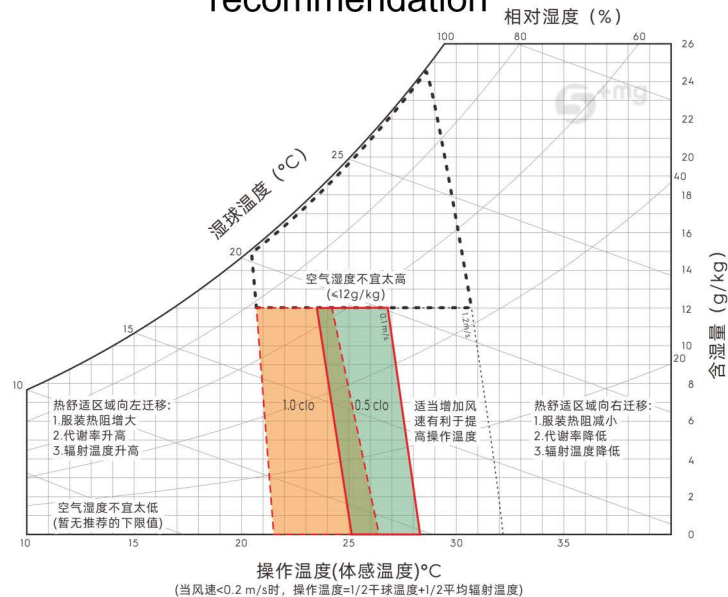 recommendation
相对湿度（%）
100
80
60
26
24
22
20
40
18
16
14
12
10
20
8
6
4
2
0
含湿量（g/kg）
+mg
湿球温度（°C）
25
20
15
10
空气湿度不宜太高
(≤12g/kg)
0.1m/s
1.2m/s
热舒适区域向左迁移:
1.服装热阻增大
2.代谢率升高
3.辐射温度升高
1.0 clo
0.5 clo
适当增加风
速有利于提
高操作温度
热舒适区域向右迁移:
1.服装热阻减小
2.代谢率降低
3.辐射温度降低
空气湿度不宜太低
(暂无推荐的下限值)
10
15
20
25
30
35
操作温度(体感温度)°C
(当风速<0.2 m/s时，操作温度=1/2干球温度+1/2平均辐射温度)